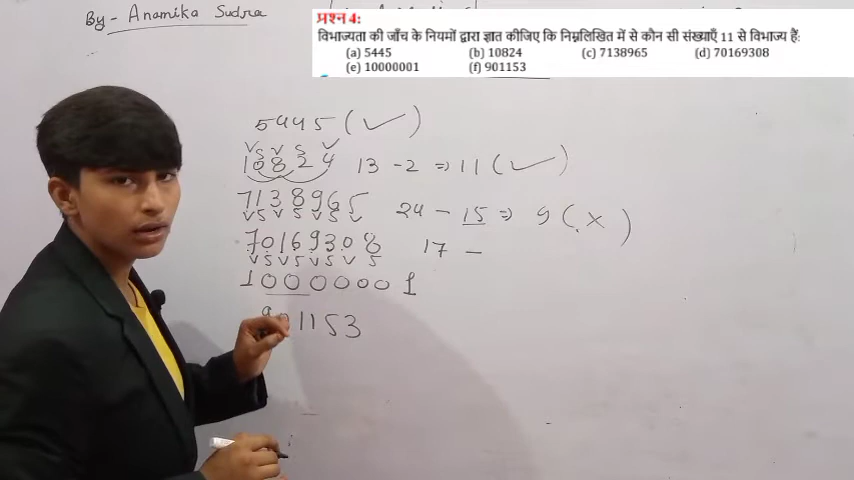 By - Anamika Sudra
प्रश्न 4:
विभाज्यता की जाँच के नियमों द्वारा ज्ञात कीजिए कि निम्नलिखित में से कौन सी संख्याएँ 11 से विभाज्य हैं:
(a) 5445 (b) 10824 (c) 7138965 (d) 70169308
(e) 10000001 (f) 901153
5445 (✓)
10824 13 - 2 ⇒ 11 (✓)
7138965 24 - 15 ⇒ 9 (×)
70169308 17 -
10000001
901153